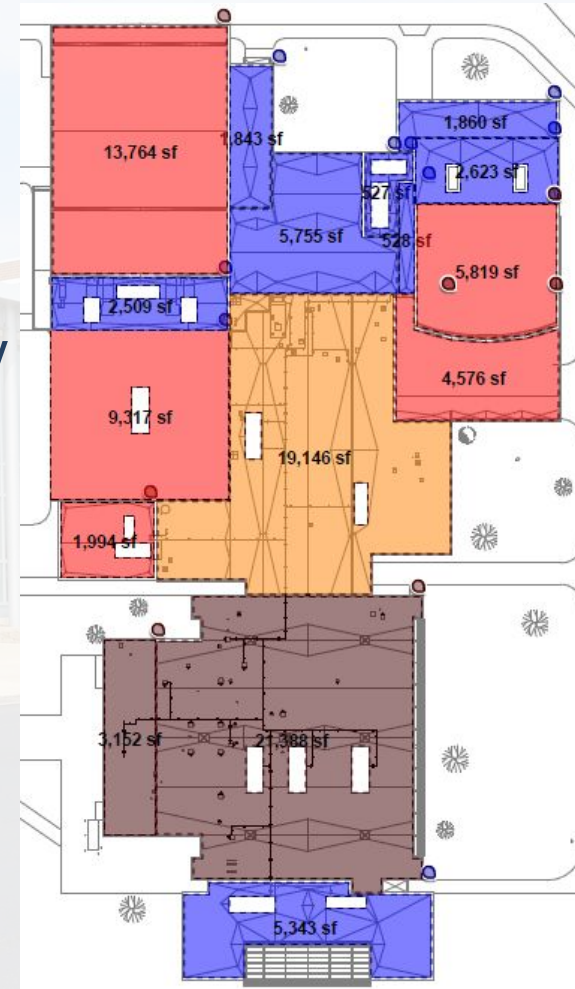 13,764 sf
1,843 sf
1,860 sf
2,623 sf
527 sf
5,755 sf
528 sf
5,819 sf
2,509 sf
4,576 sf
9,317 sf
19,146 sf
1,994 sf
3,152 sf
21,388 sf
5,343 sf